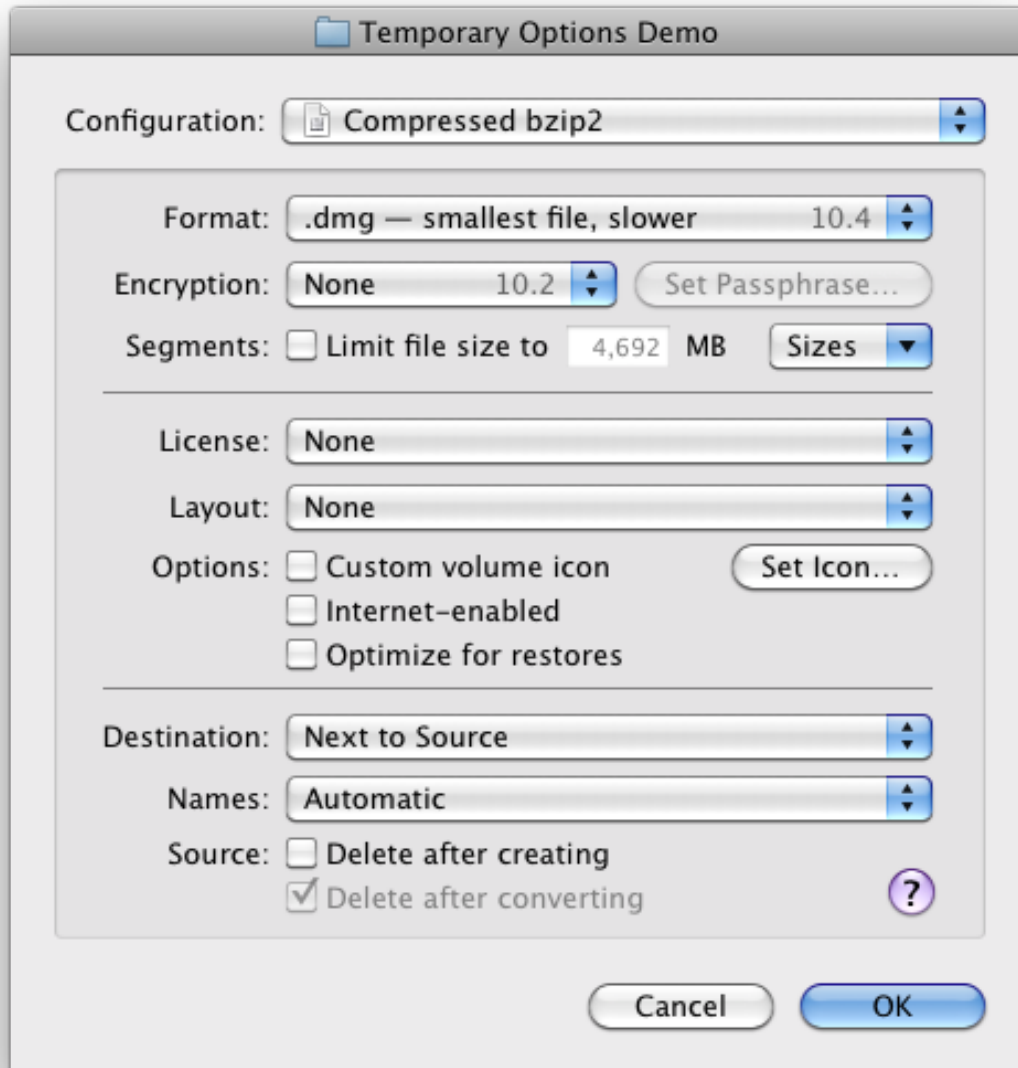 Temporary Options Demo
Configuration: Compressed bzip2
Format: .dmg — smallest file, slower 10.4
Encryption: None 10.2 Set Passphrase...
Segments: Limit file size to 4,692 MB Sizes
License: None
Layout: None
Options: Custom volume icon Set Icon...
Internet-enabled
Optimize for restores
Destination: Next to Source
Names: Automatic
Source: Delete after creating
Delete after converting ?
Cancel OK